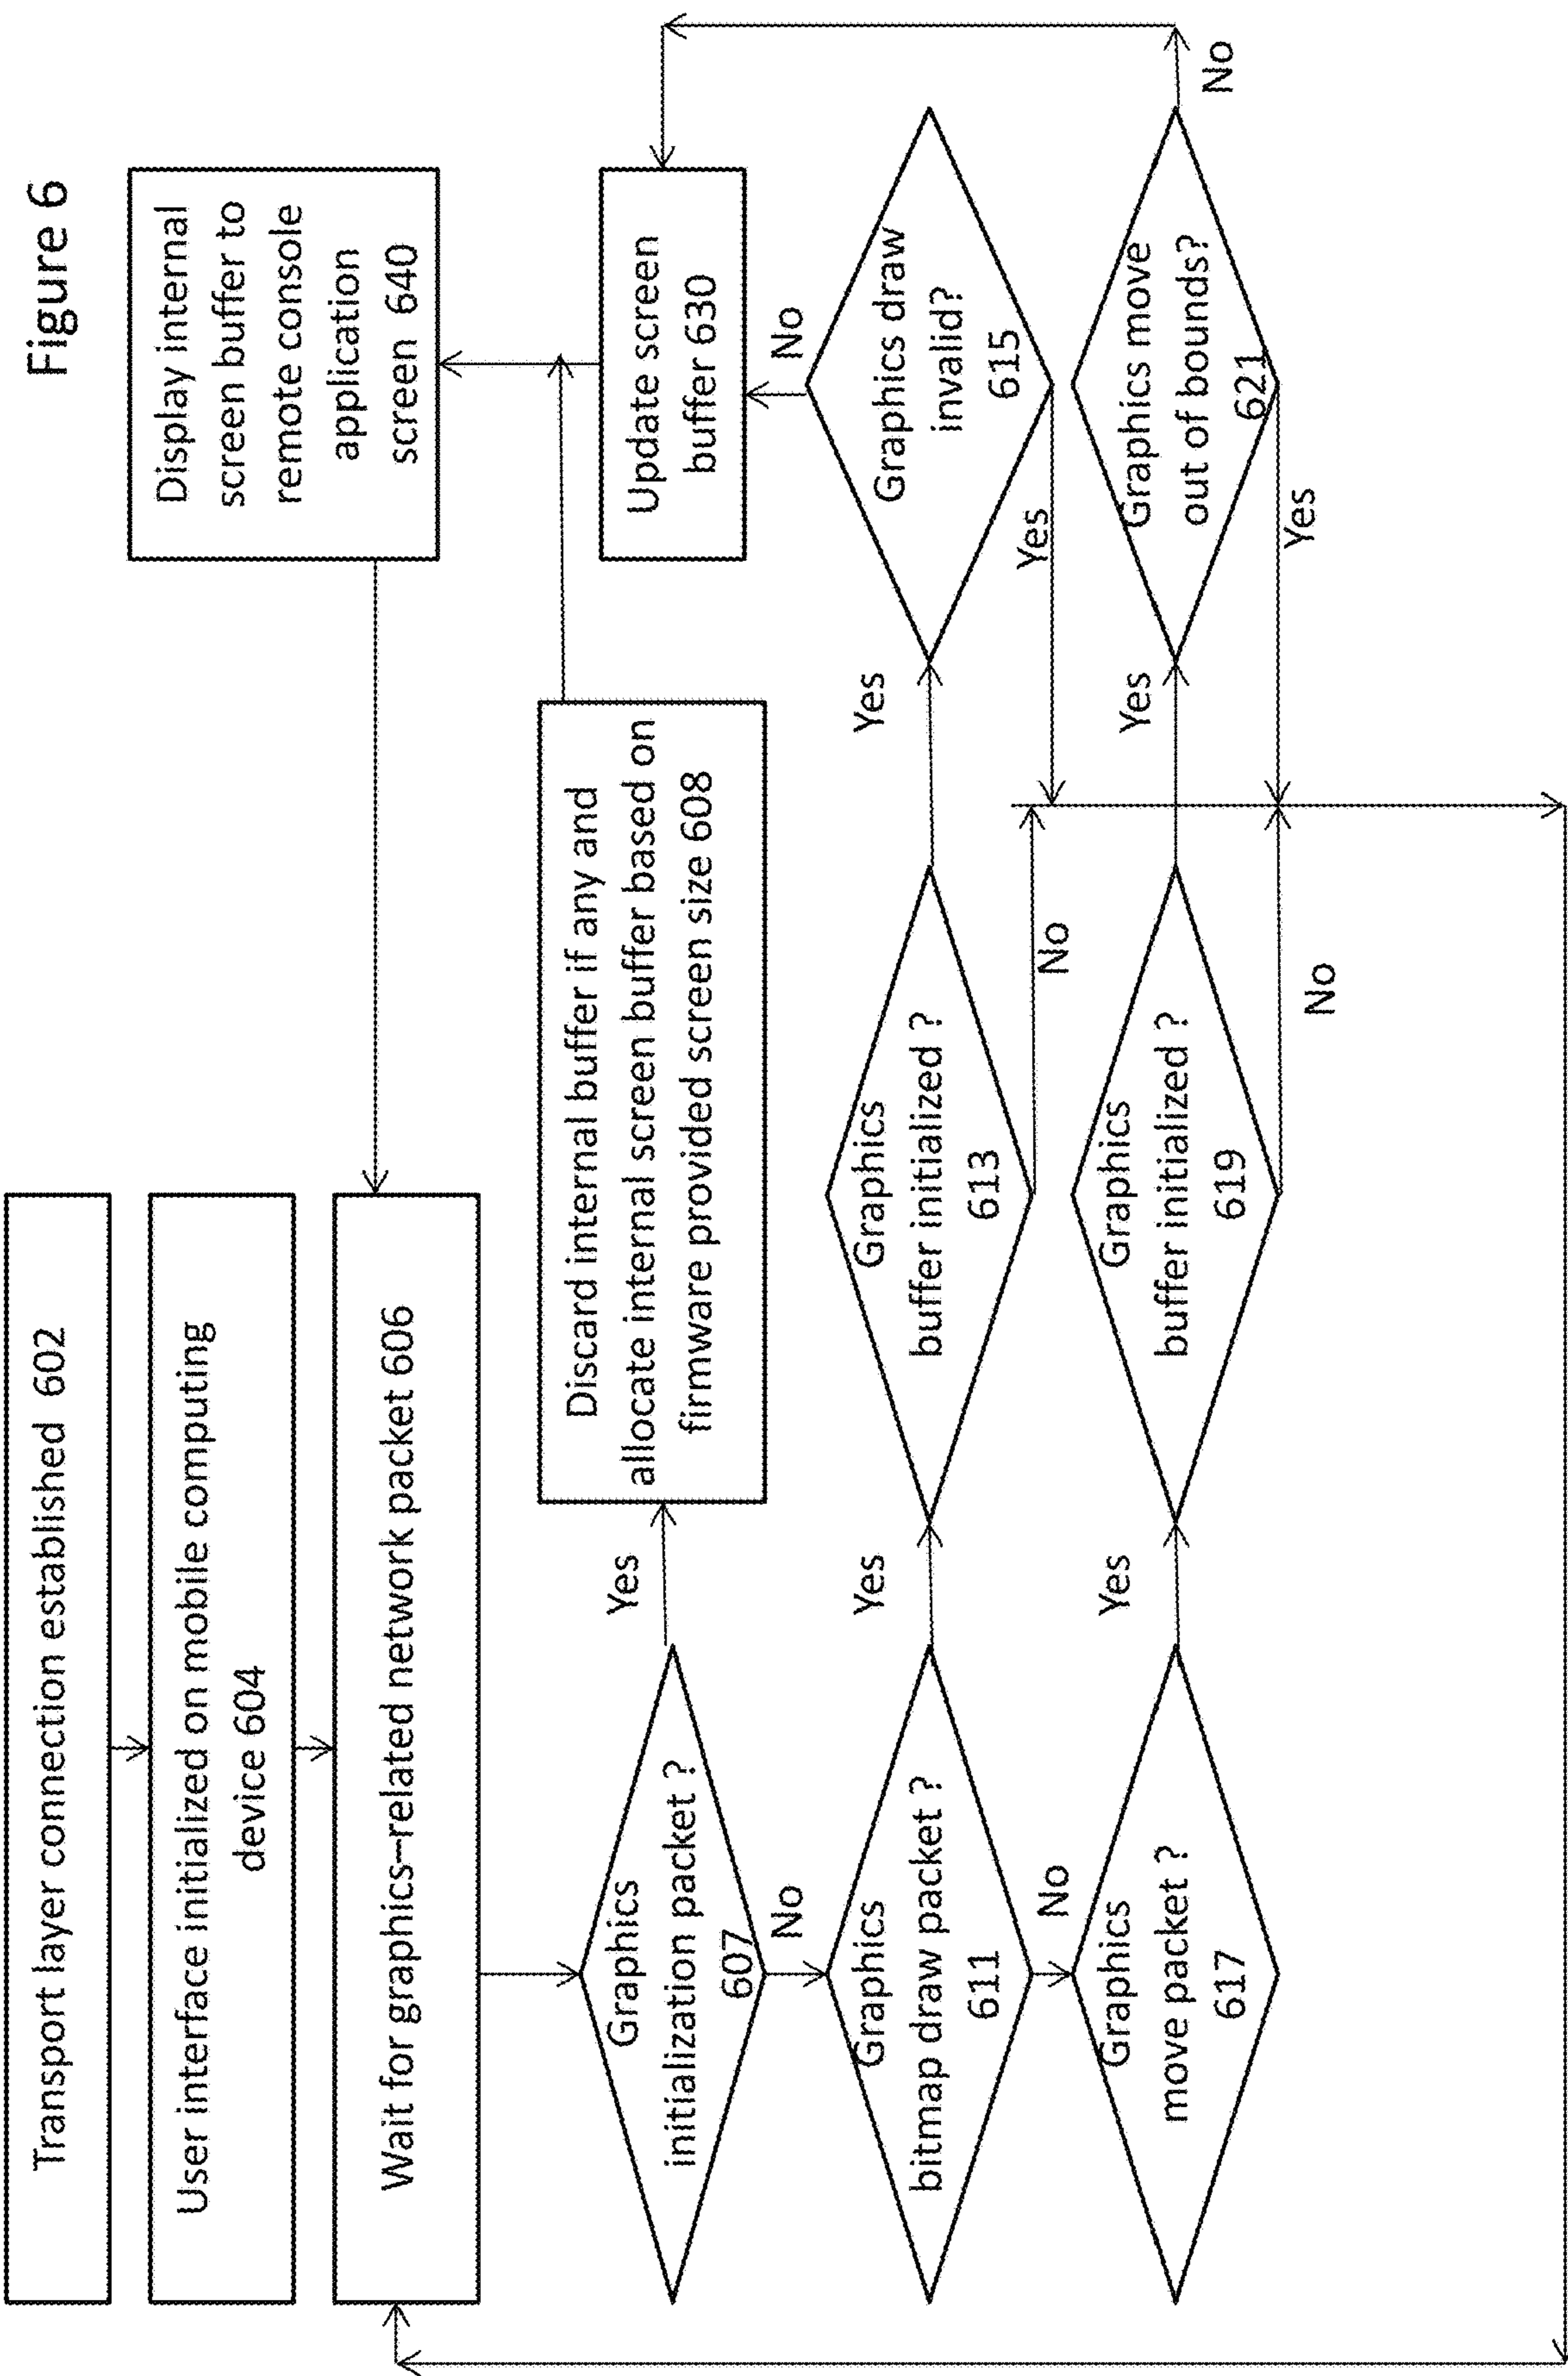 Figure 6
Transport layer connection established 602
User interface initialized on mobile computing
device 604
Wait for graphics–related network packet 606
Display internal
screen buffer to
remote console
application
screen 640
Graphics
initialization packet ?
607
Yes
No
Discard internal buffer if any and
allocate internal screen buffer based on
firmware provided screen size 608
Update screen
buffer 630
Graphics
bitmap draw packet ?
611
Yes
No
Graphics
buffer initialized ?
613
Yes
No
Graphics draw
invalid?
615
No
Yes
Graphics
move packet ?
617
Yes
Graphics
buffer initialized ?
619
Yes
No
Graphics move
out of bounds?
621
No
Yes